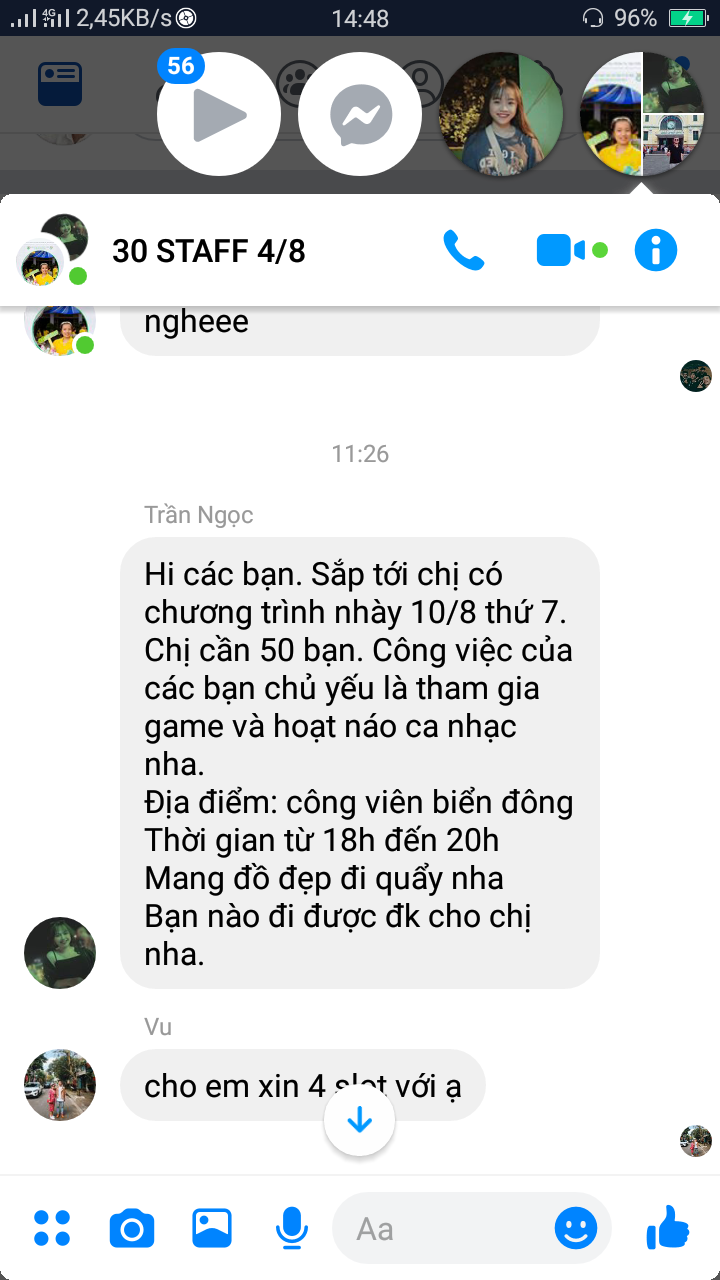 4G 2,45KB/s 14:48 96%
56
30 STAFF 4/8
ngheee
11:26
Trần Ngọc
Hi các bạn. Sắp tới chị có
chương trình nhày 10/8 thứ 7.
Chị cần 50 bạn. Công việc của
các bạn chủ yếu là tham gia
game và hoạt náo ca nhạc
nha.
Địa điểm: công viên biển đông
Thời gian từ 18h đến 20h
Mang đồ đẹp đi quẩy nha
Bạn nào đi được đk cho chị
nha.
Vu
cho em xin 4 slot với ạ
Aa